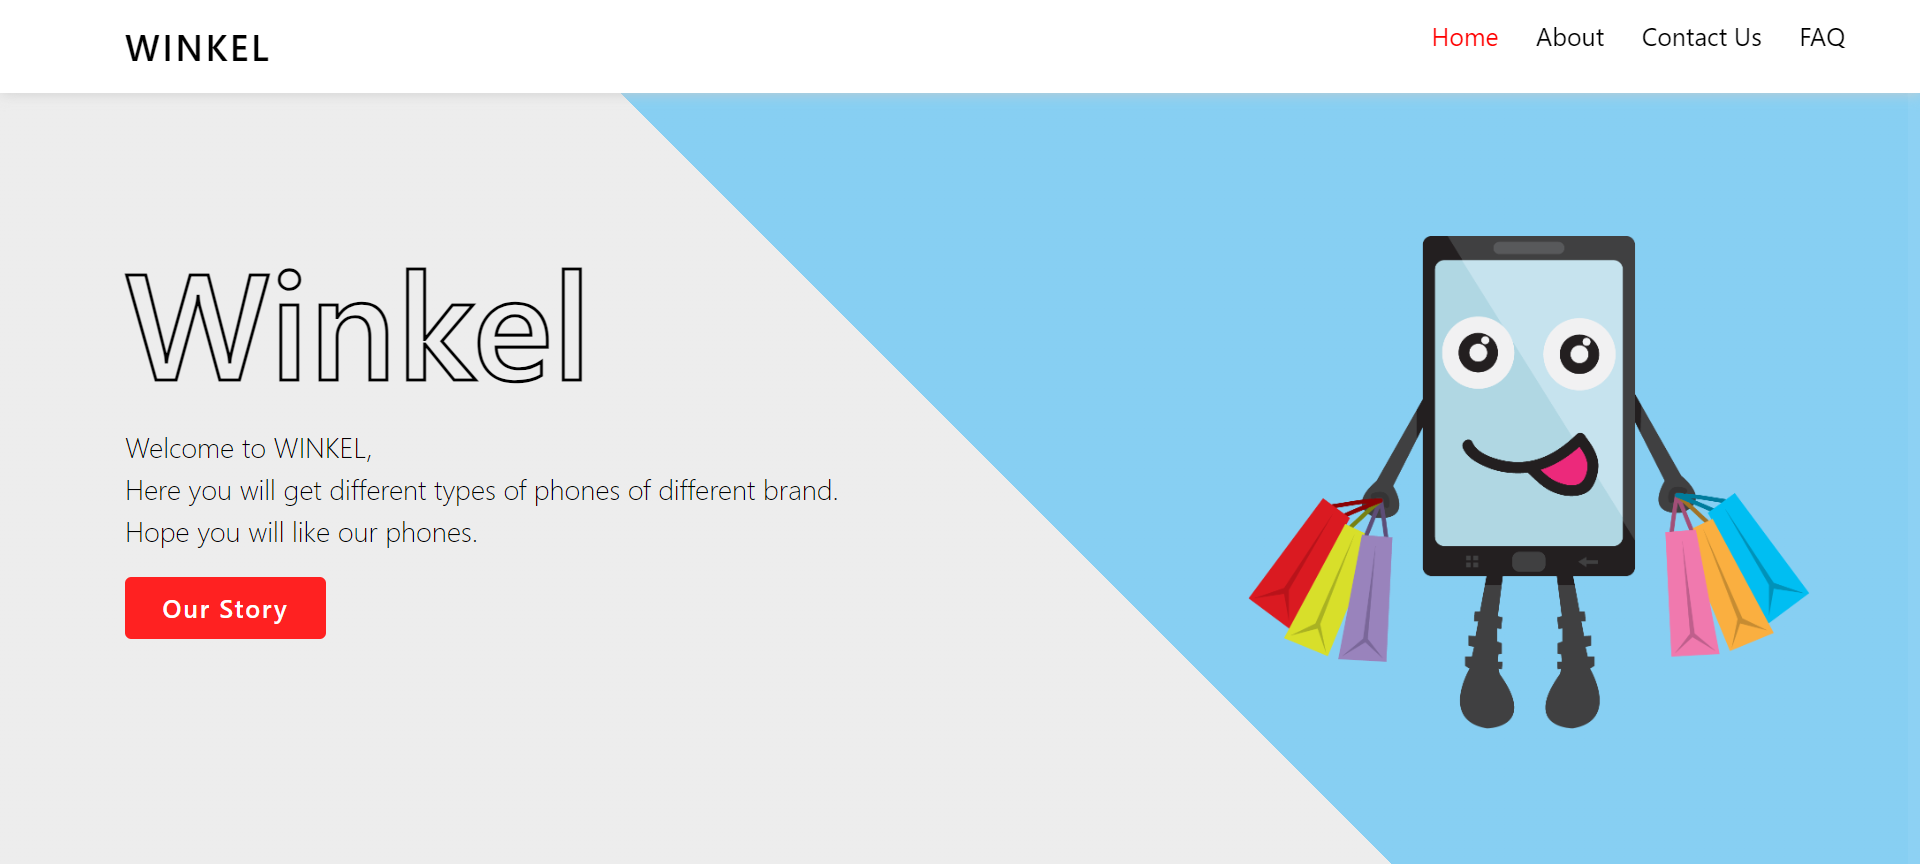 WINKEL
Home About Contact Us FAQ
Winkel
Welcome to WINKEL,
Here you will get different types of phones of different brand.
Hope you will like our phones.
Our Story